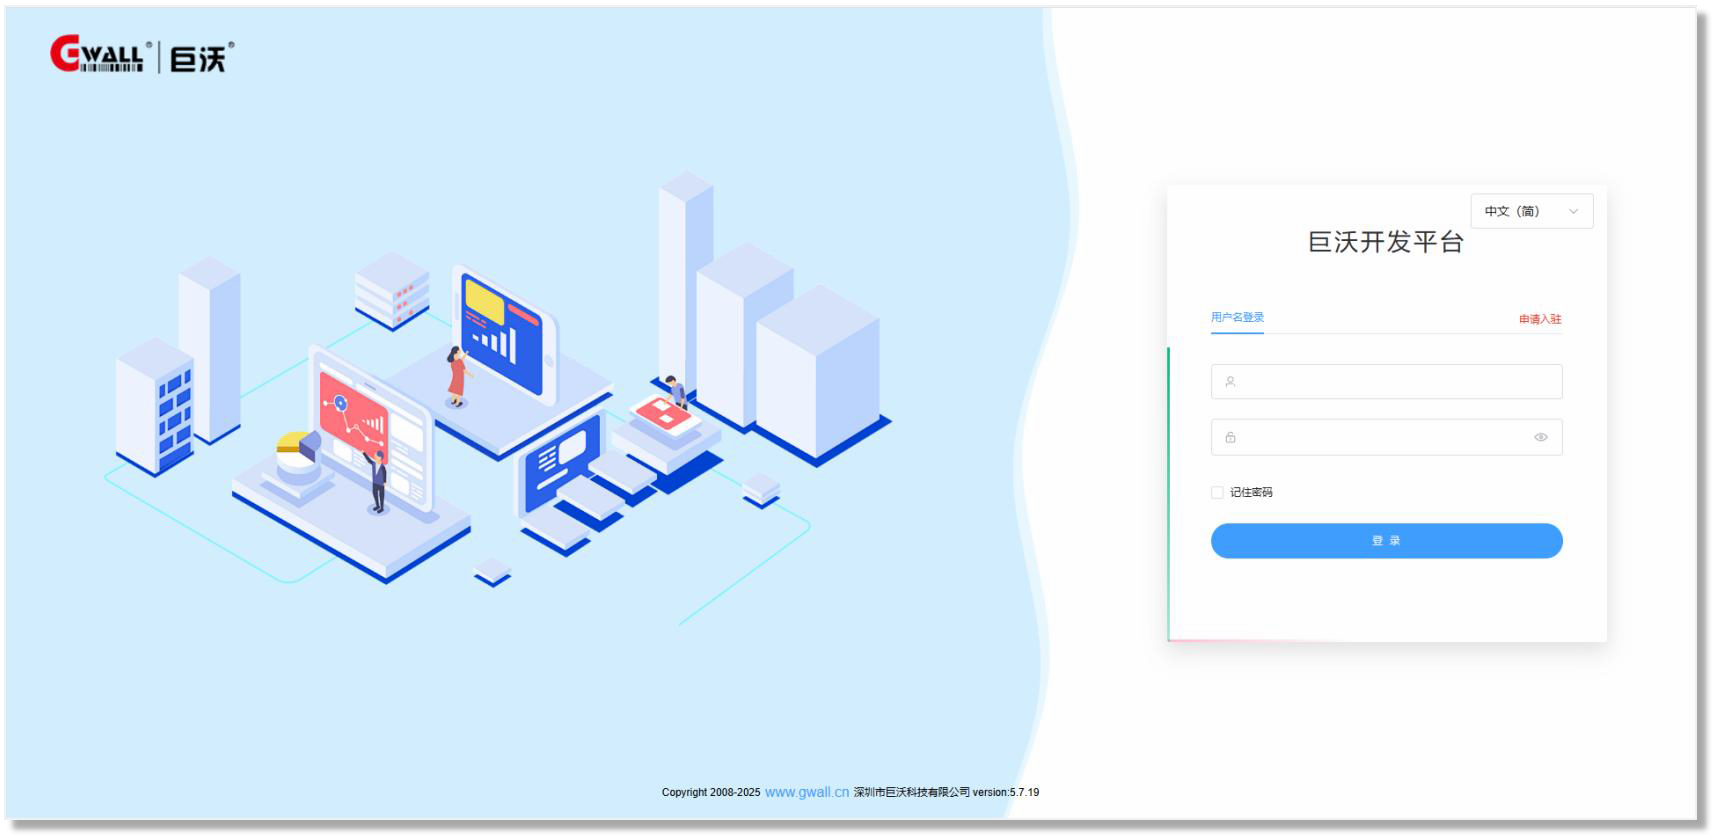 GWALL® | 巨沃®
中文（简）
巨沃开发平台
用户名登录
申请入驻
记住密码
登 录
Copyright 2008-2025 www.gwall.cn 深圳市巨沃科技有限公司 version:5.7.19